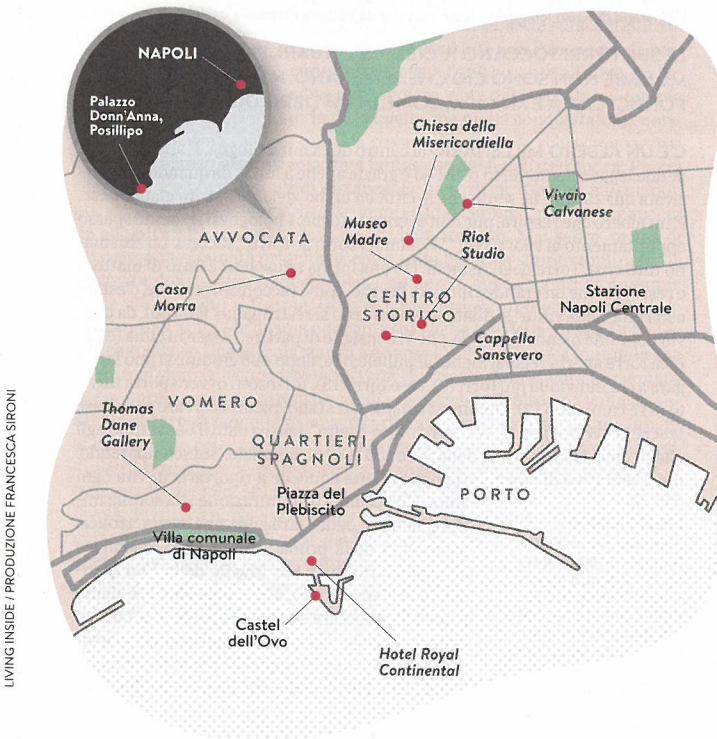 NAPOLI
Palazzo
Donn'Anna,
Posillipo
Chiesa della
Misericordiella
Vivaio
Calvanese
Museo
Madre
Riot
Studio
AVVOCATA
Casa
Morra
CENTRO
STORICO
Stazione
Napoli Centrale
Cappella
Sansevero
VOMERO
Thomas
Dane
Gallery
QUARTIERI
SPAGNOLI
Piazza del
Plebiscito
PORTO
Villa comunale
di Napoli
Castel
dell'Ovo
Hotel Royal
Continental
LIVING INSIDE / PRODUZIONE FRANCESCA SIRONI